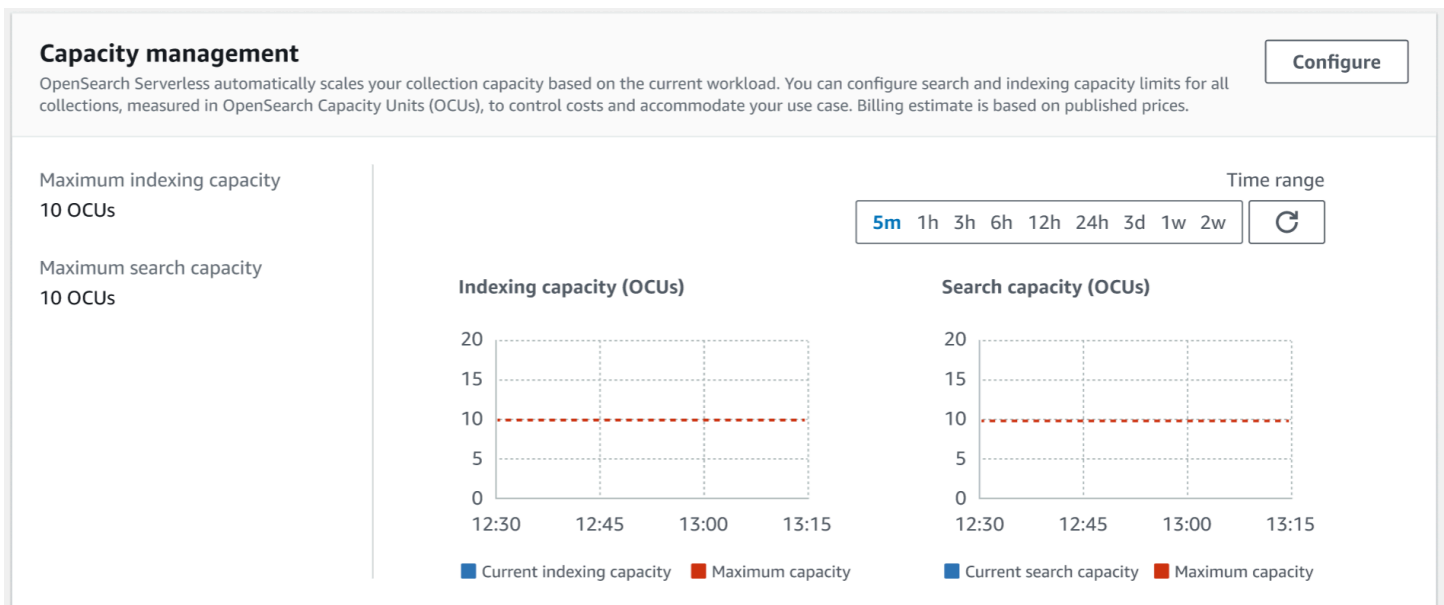 Capacity management
Configure
OpenSearch Serverless automatically scales your collection capacity based on the current workload. You can configure search and indexing capacity limits for all
collections, measured in OpenSearch Capacity Units (OCUs), to control costs and accommodate your use case. Billing estimate is based on published prices.
Maximum indexing capacity
10 OCUs
Maximum search capacity
10 OCUs
Time range
5m 1h 3h 6h 12h 24h 3d 1w 2w
Indexing capacity (OCUs)
20
15
10
5
0
12:30 12:45 13:00 13:15
Current indexing capacity Maximum capacity
Search capacity (OCUs)
20
15
10
5
0
12:30 12:45 13:00 13:15
Current search capacity Maximum capacity